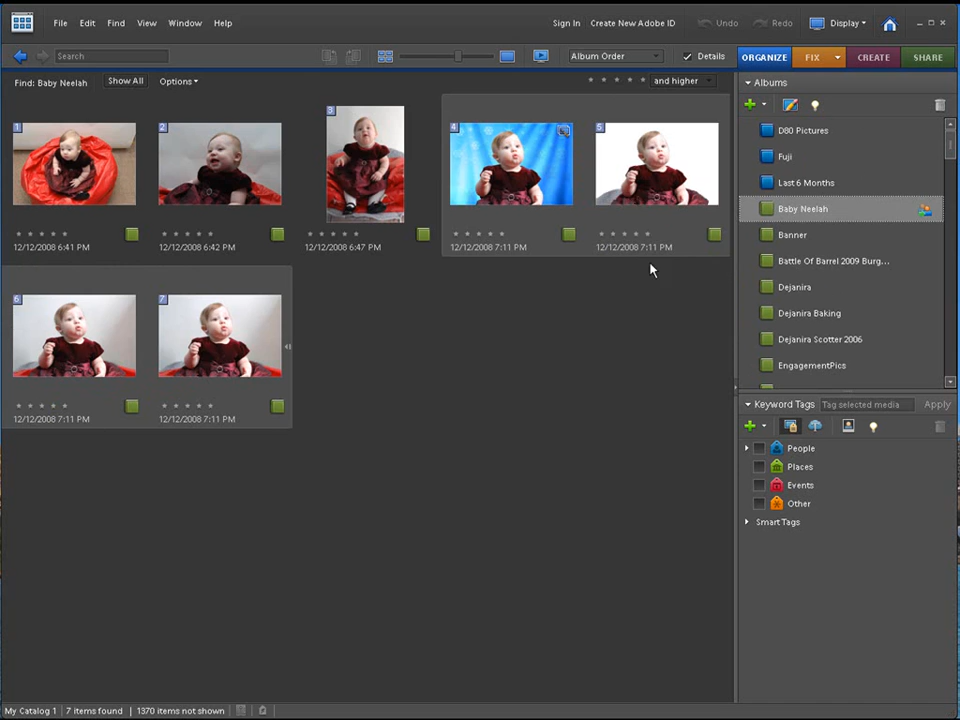 File Edit Find View Window Help Sign In Create New Adobe ID Undo Redo Display
Search Album Order Details ORGANIZE FIX CREATE SHARE
Find: Baby Neelah Show All Options and higher
Albums
D80 Pictures
Fuji
Last 6 Months
Baby Neelah
Banner
Battle Of Barrel 2009 Burg...
Dejanira
Dejanira Baking
Dejanira Scotter 2006
EngagementPics
1 2 3 4 5
12/12/2008 6:41 PM 12/12/2008 6:42 PM 12/12/2008 6:47 PM 12/12/2008 7:11 PM 12/12/2008 7:11 PM
6 7
12/12/2008 7:11 PM 12/12/2008 7:11 PM
Keyword Tags Tag selected media Apply
People
Places
Events
Other
Smart Tags
My Catalog 1 7 items found 1370 items not shown